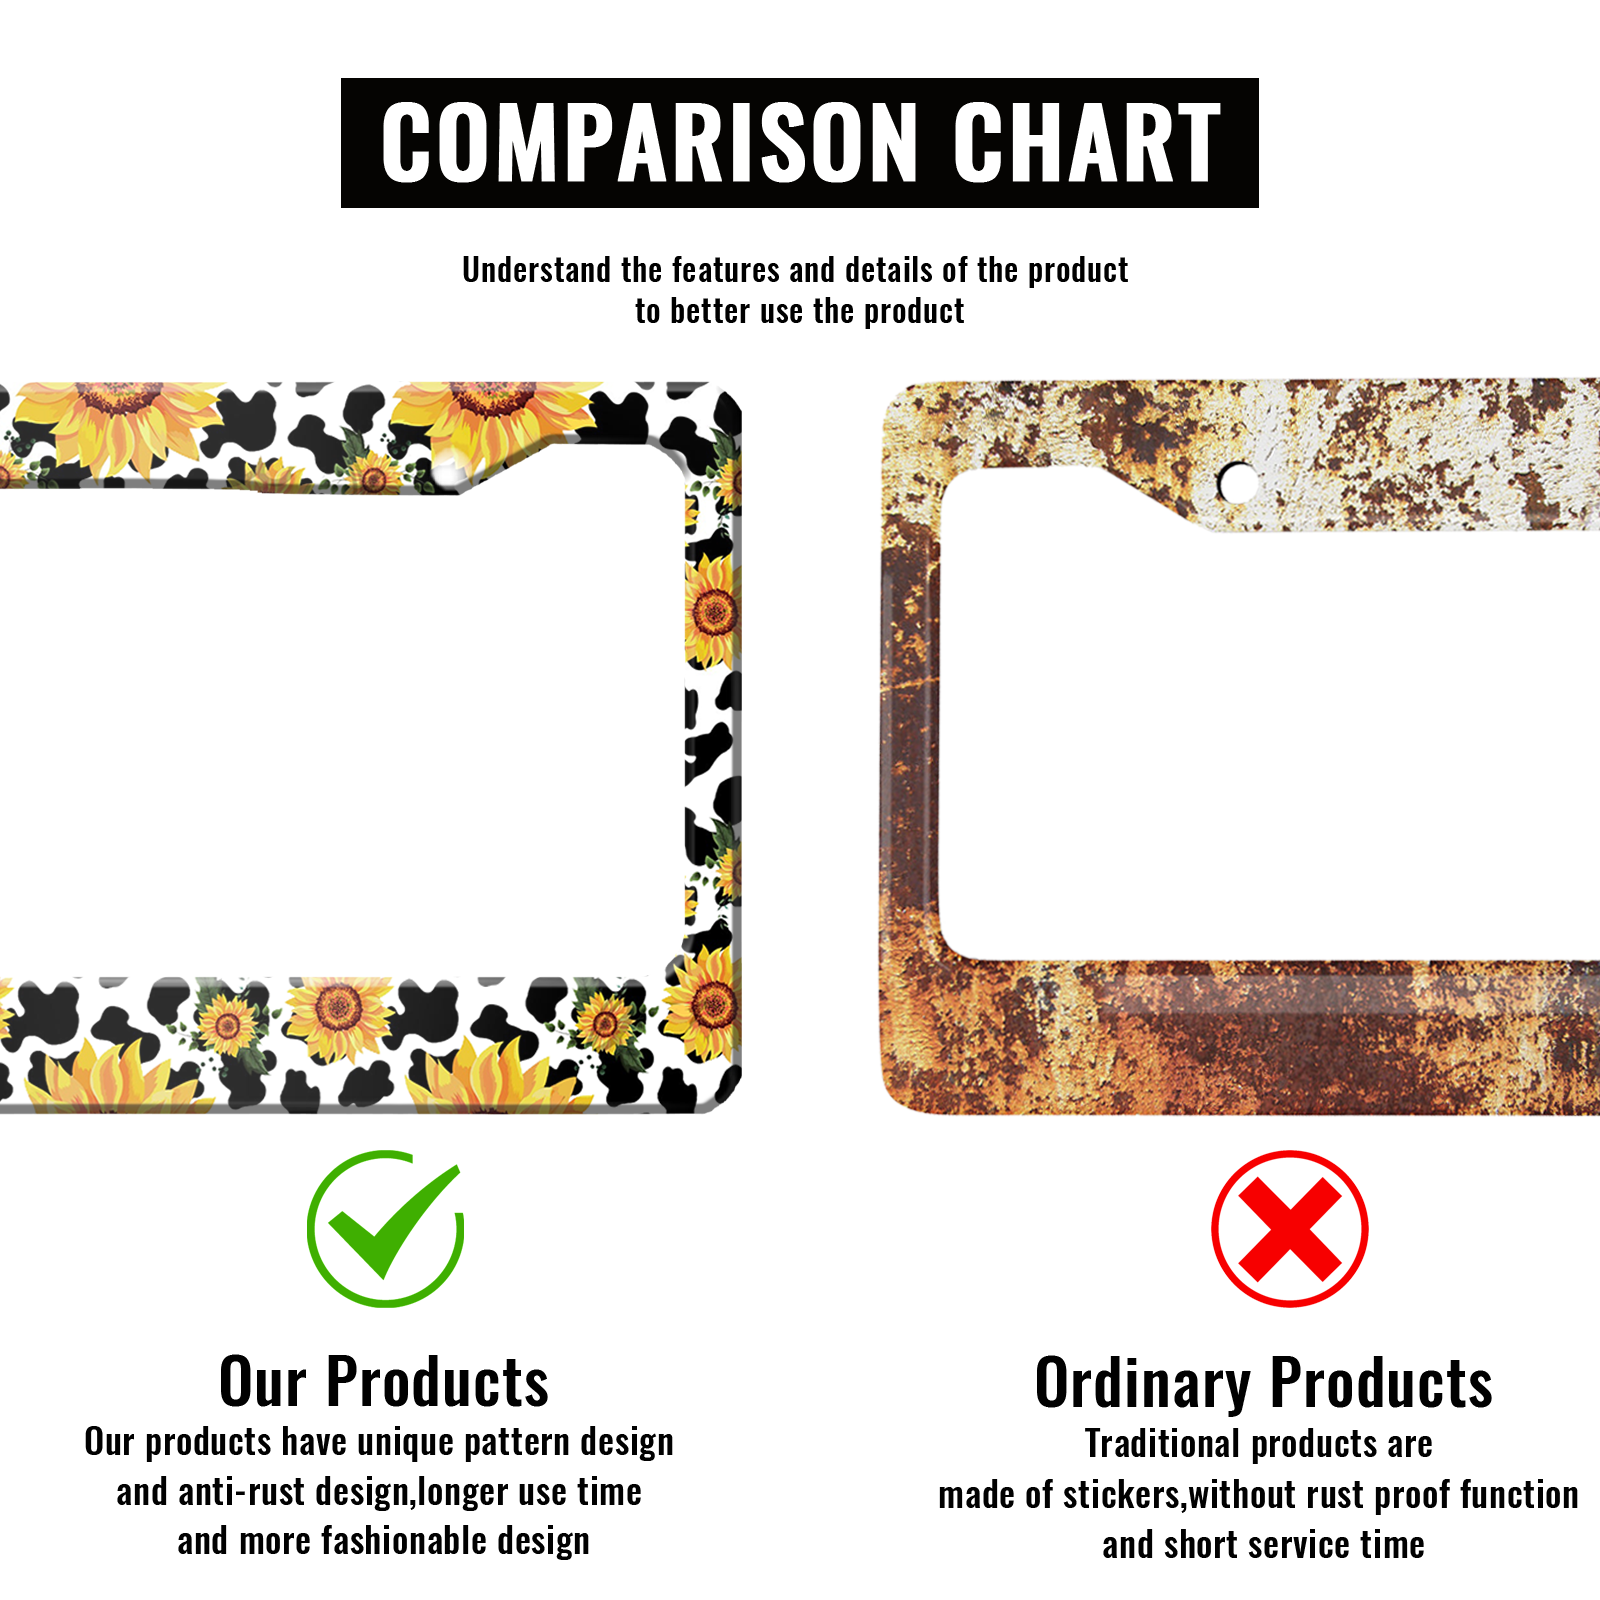 COMPARISON CHART
Understand the features and details of the product
to better use the product
Our Products
Our products have unique pattern design
and anti-rust design,longer use time
and more fashionable design
Ordinary Products
Traditional products are
made of stickers,without rust proof function
and short service time